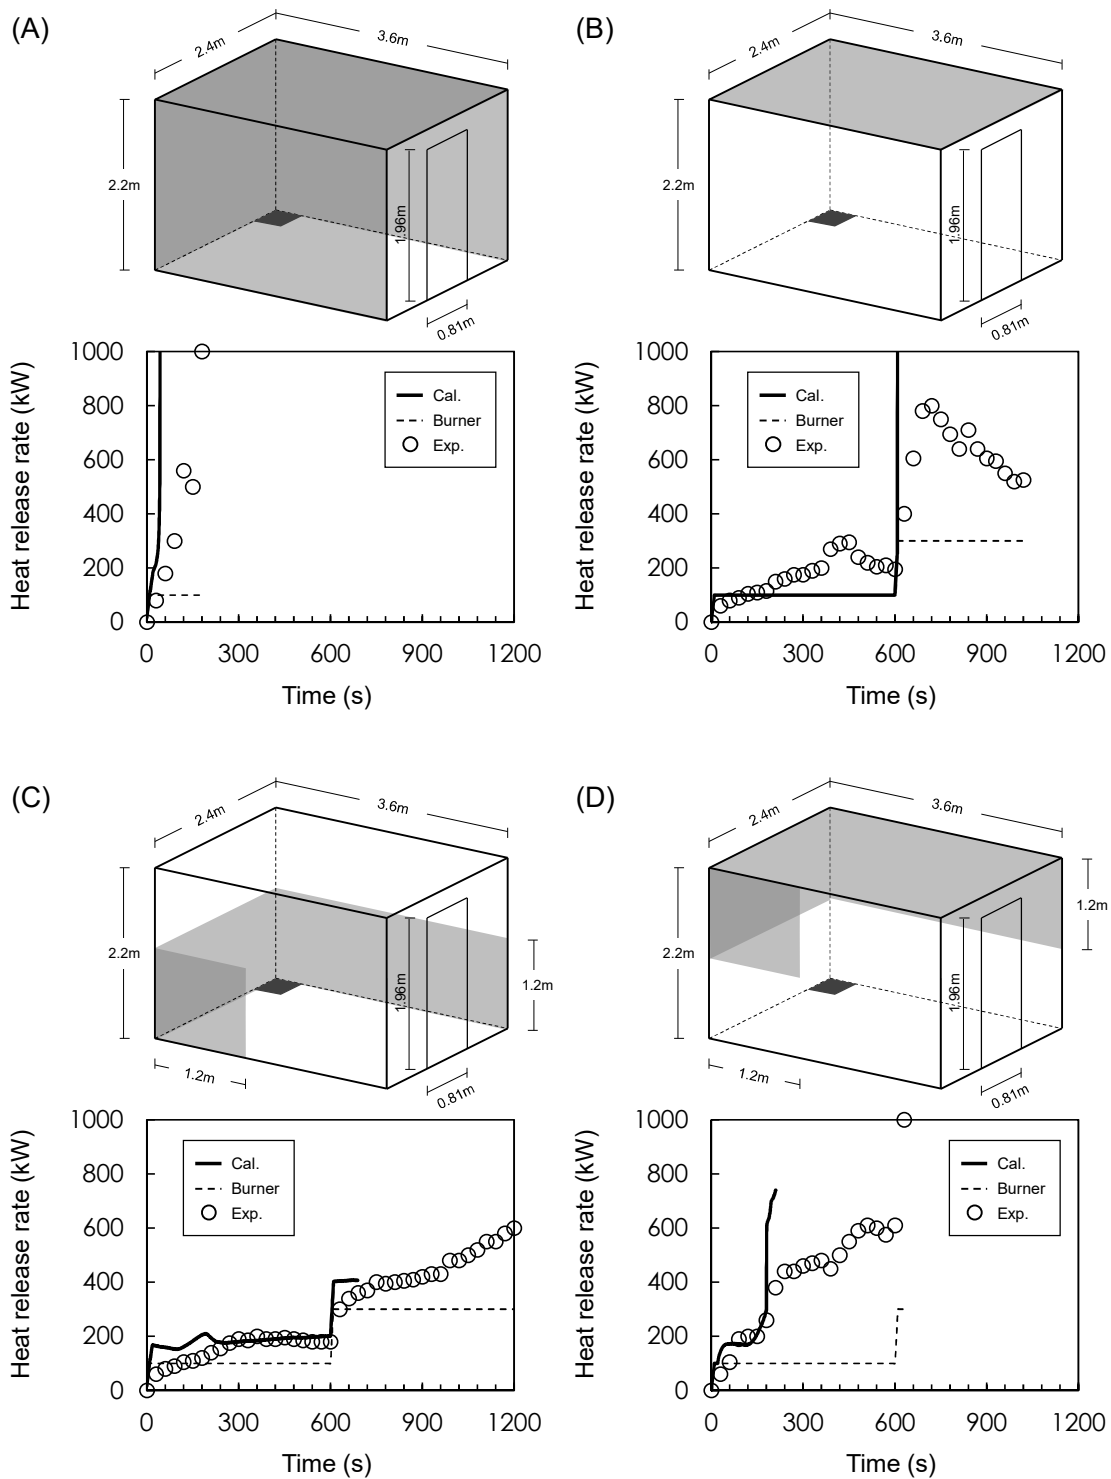 (A)
2.4m
3.6m
2.2m
1.96m
0.81m
Heat release rate (kW)
1000
800
600
400
200
0
Cal.
Burner
Exp.
0 300 600 900 1200
Time (s)
(B)
2.4m
3.6m
2.2m
1.96m
0.81m
Heat release rate (kW)
1000
800
600
400
200
0
Cal.
Burner
Exp.
0 300 600 900 1200
Time (s)
(C)
2.4m
3.6m
2.2m
1.96m
1.2m
1.2m
0.81m
Heat release rate (kW)
1000
800
600
400
200
0
Cal.
Burner
Exp.
0 300 600 900 1200
Time (s)
(D)
2.4m
3.6m
1.2m
2.2m
1.96m
1.2m
0.81m
Heat release rate (kW)
1000
800
600
400
200
0
Cal.
Burner
Exp.
0 300 600 900 1200
Time (s)